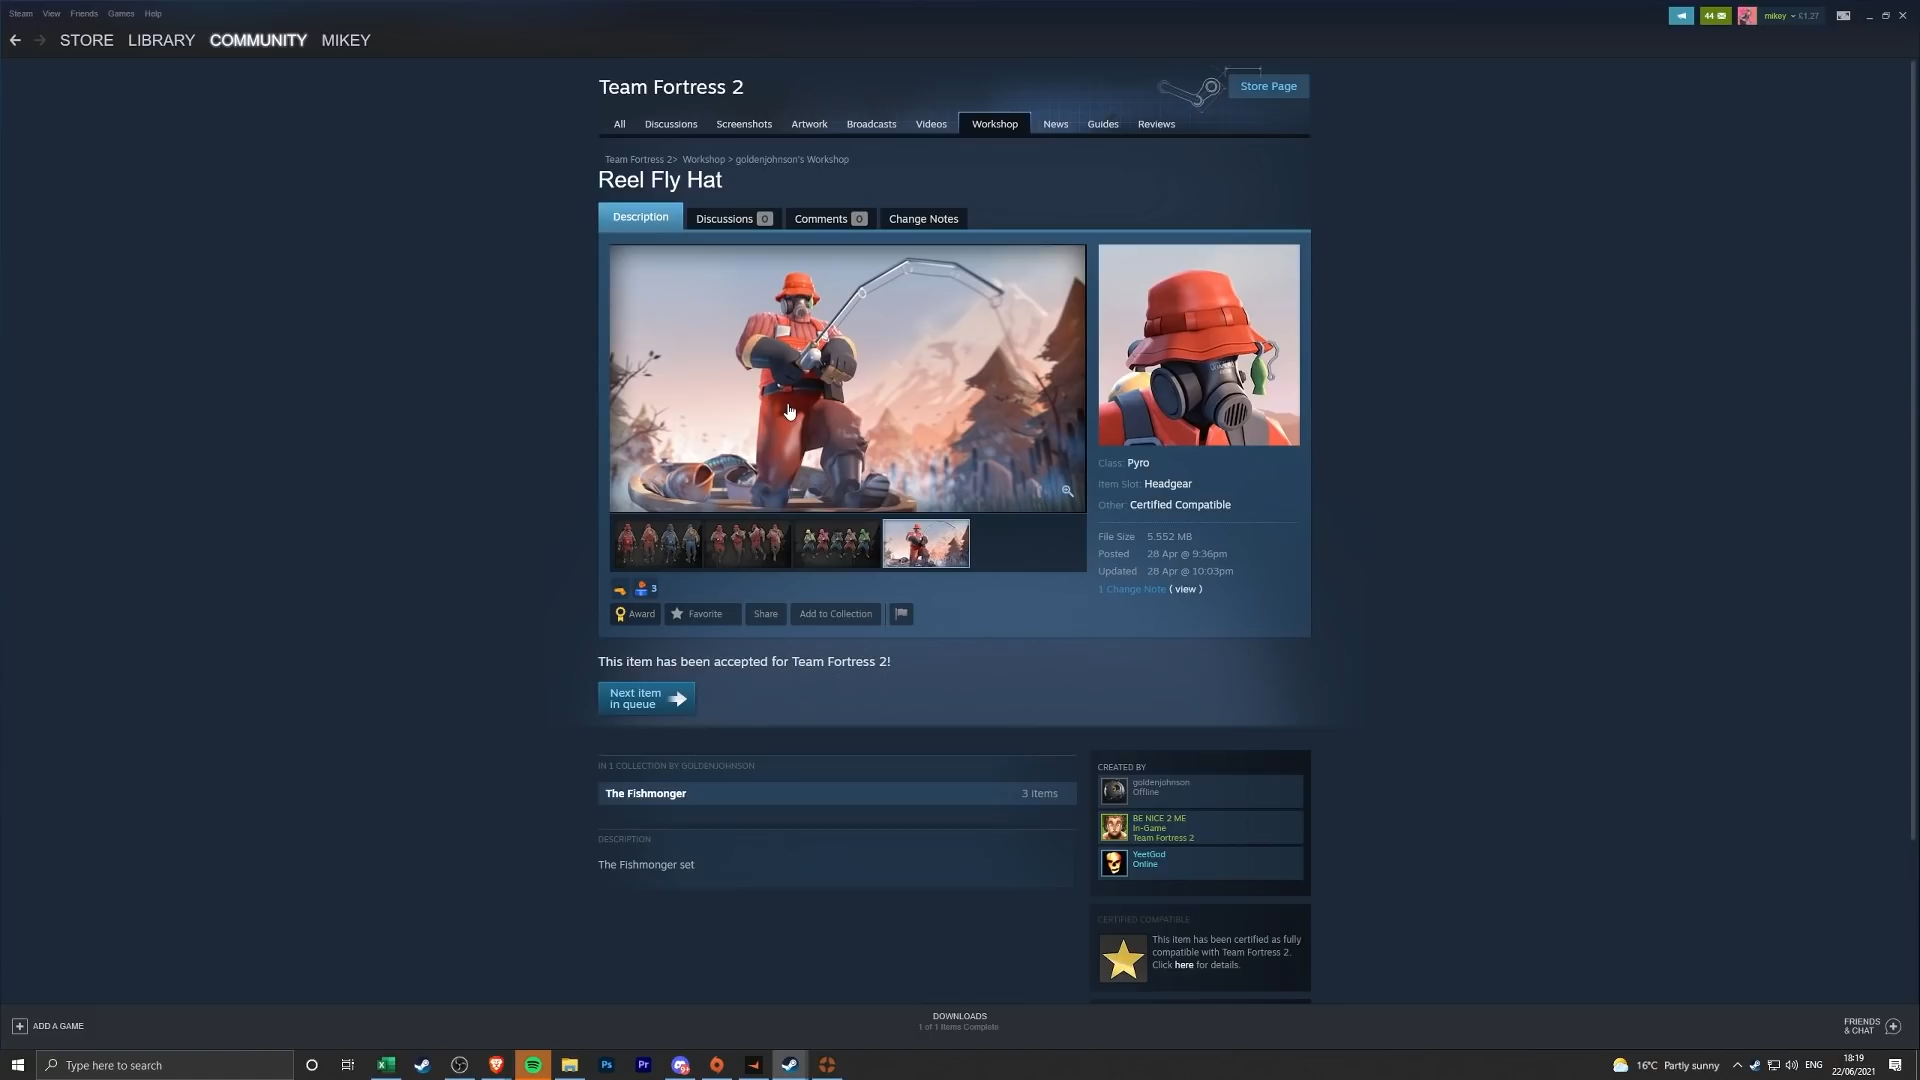 Steam View Friends Games Help
44 mikey £1.27
STORE LIBRARY COMMUNITY MIKEY
Team Fortress 2
Store Page
All Discussions Screenshots Artwork Broadcasts Videos Workshop News Guides Reviews
Team Fortress 2> Workshop > goldenjohnson's Workshop
Reel Fly Hat
Description Discussions 0 Comments 0 Change Notes
Class: Pyro
Item Slot: Headgear
Other: Certified Compatible
File Size 5.552 MB
Posted 28 Apr @ 9:36pm
Updated 28 Apr @ 10:03pm
1 Change Note ( view )
3
Award Favorite Share Add to Collection
This item has been accepted for Team Fortress 2!
Next item
in queue
IN 1 COLLECTION BY GOLDENJOHNSON
The Fishmonger 3 items
DESCRIPTION
The Fishmonger set
CREATED BY
goldenjohnson
Offline
BE NICE 2 ME
In-Game
Team Fortress 2
YeetGod
Online
CERTIFIED COMPATIBLE
This item has been certified as fully
compatible with Team Fortress 2.
Click here for details.
ADD A GAME
DOWNLOADS
1 of 1 Items Complete
FRIENDS
& CHAT
Type here to search
Ps Pr
16°C Partly sunny
ENG
18:19
22/06/2021